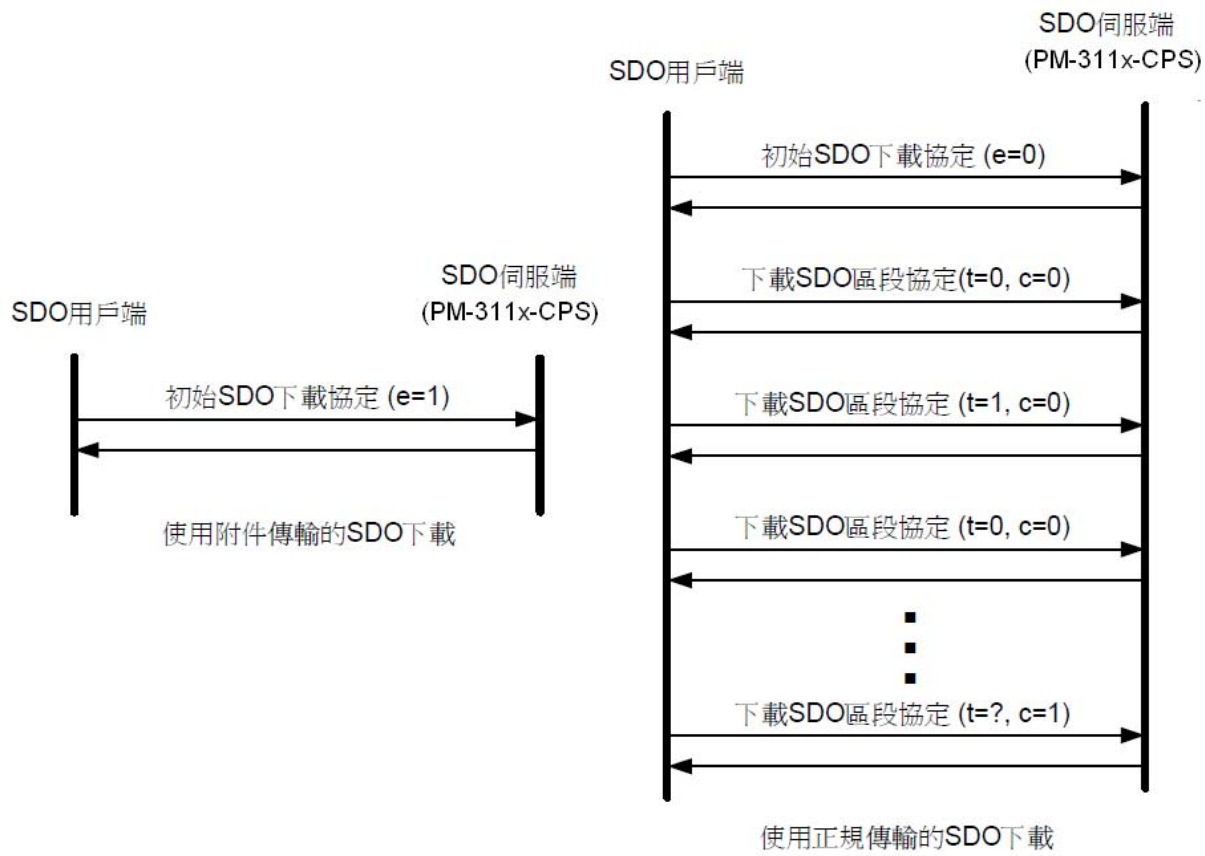 SDO用戶端
SDO伺服端
(PM-311x-CPS)
初始SDO下載協定 (e=1)
使用附件傳輸的SDO下載
SDO用戶端
SDO伺服端
(PM-311x-CPS)
初始SDO下載協定 (e=0)
下載SDO區段協定(t=0, c=0)
下載SDO區段協定 (t=1, c=0)
下載SDO區段協定 (t=0, c=0)
下載SDO區段協定 (t=?, c=1)
使用正規傳輸的SDO下載